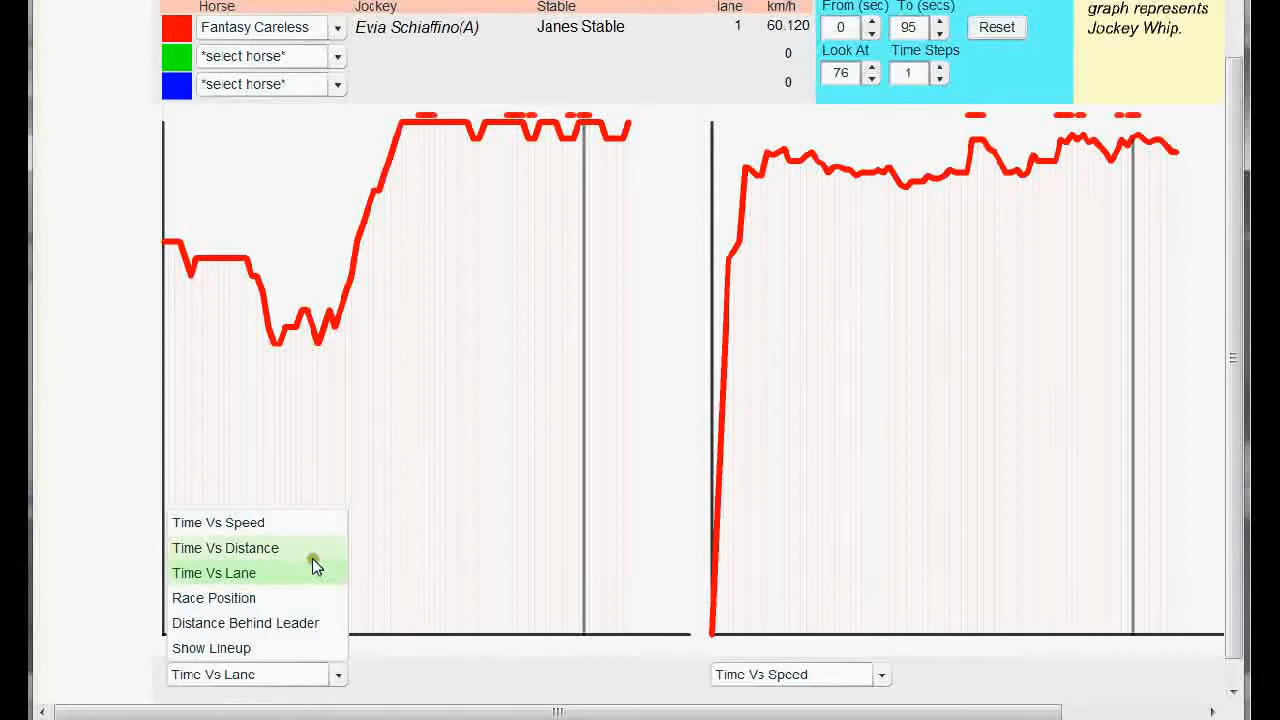 Horse Jockey Stable lane km/h
Fantasy Careless Evia Schiaffino(A) Janes Stable 1 60.120
*select horse* 0
*select horse* 0
From (sec) To (secs)
0 95 Reset
Look At Time Steps
76 1
graph represents
Jockey Whip.
Time Vs Speed
Time Vs Distance
Time Vs Lane
Race Position
Distance Behind Leader
Show Lineup
Time Vs Lane
Time Vs Speed